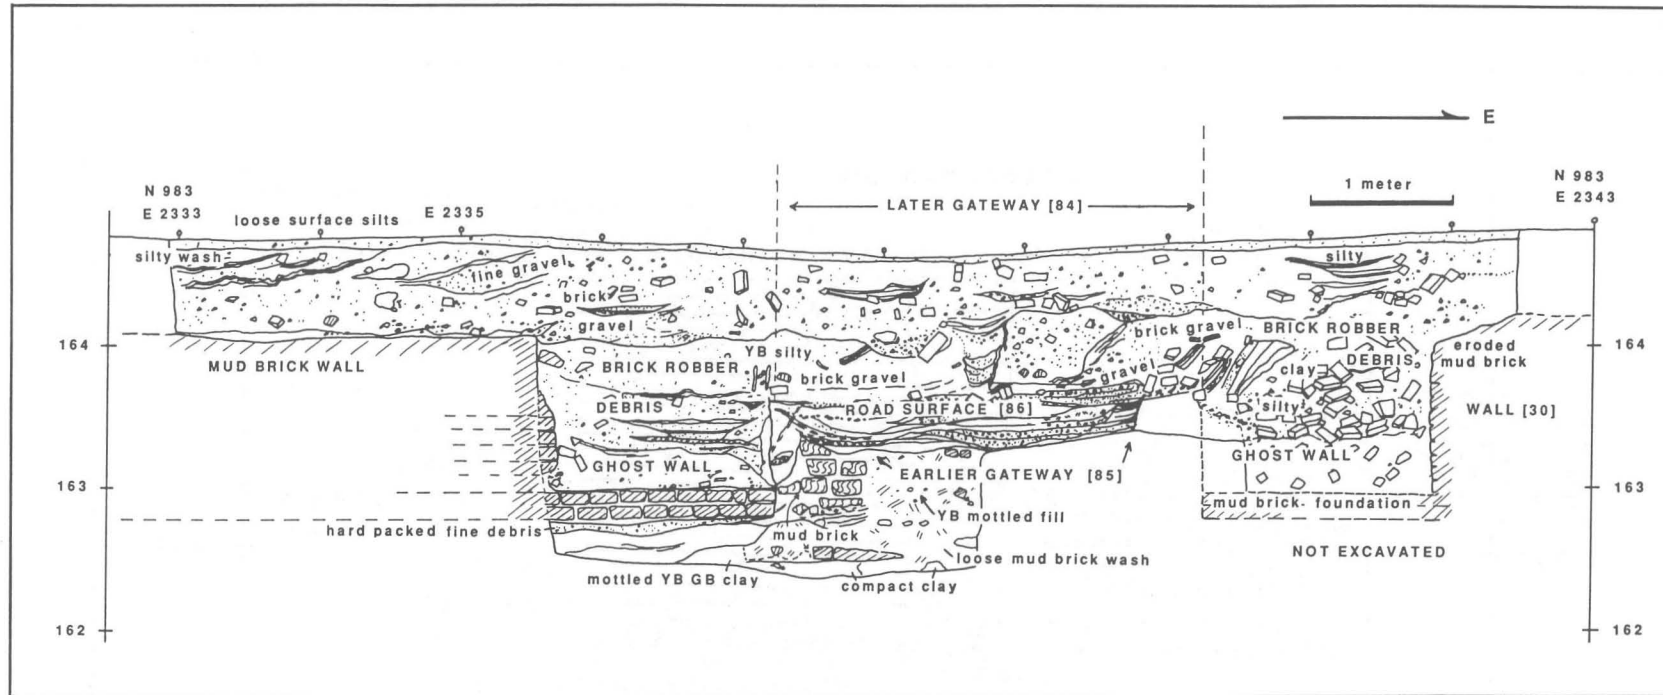 E
1 meter
N 983
E 2333
N 983
E 2343
LATER GATEWAY [84]
loose surface silts
E 2335
silty wash
fine gravel
silty
brick
gravel
brick gravel
BRICK ROBBER
164
YB silty
164
eroded
mud brick
MUD BRICK WALL
BRICK ROBBER
brick gravel
gravel
clay
DEBRIS
DEBRIS
ROAD SURFACE [86]
silty
WALL [30]
GHOST WALL
EARLIER GATEWAY [85]
GHOST WALL
163
163
YB mottled fill
mud brick- foundation
hard packed fine debris
mud brick
loose mud brick wash
NOT EXCAVATED
mottled YB GB clay
compact clay
162
162